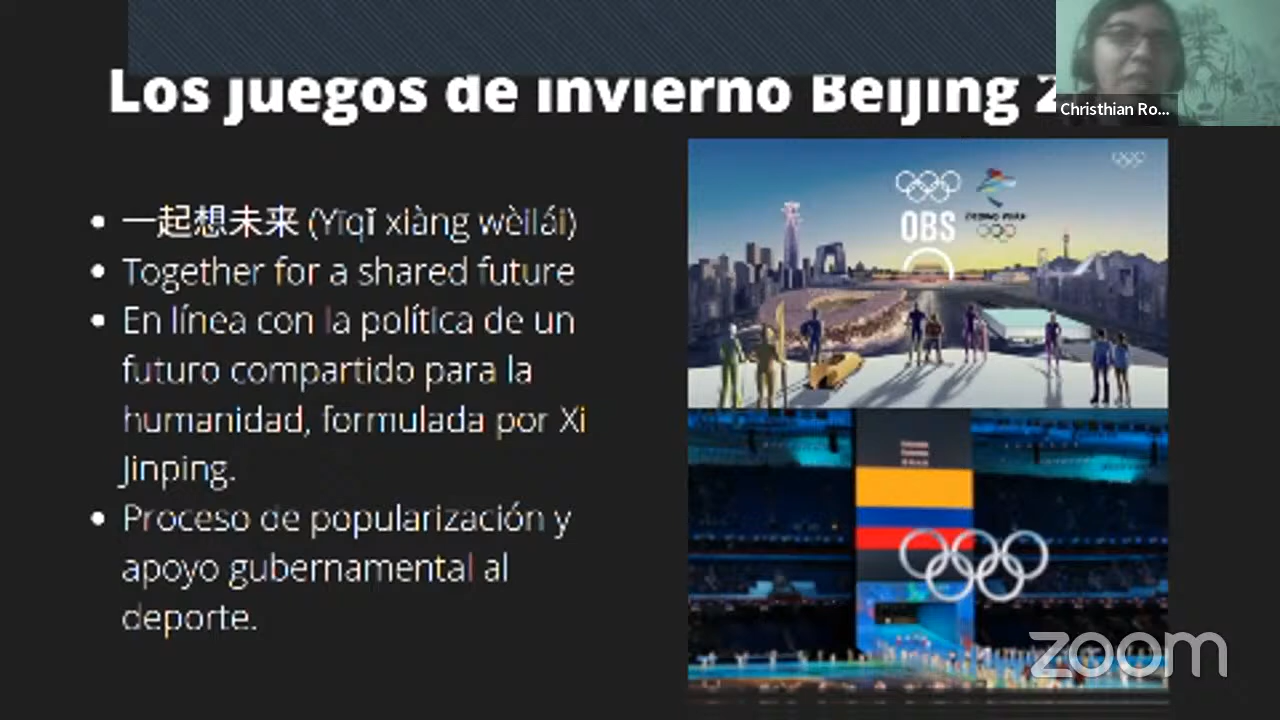 Los Juegos de Invierno Beijing 2
Christhian Ro...
一起想未来 (Yīqǐ xiàng wèilái)
Together for a shared future
En línea con la política de un
futuro compartido para la
humanidad, formulada por Xi
Jinping.
Proceso de popularización y
apoyo gubernamental al
deporte.
OBS
zoom